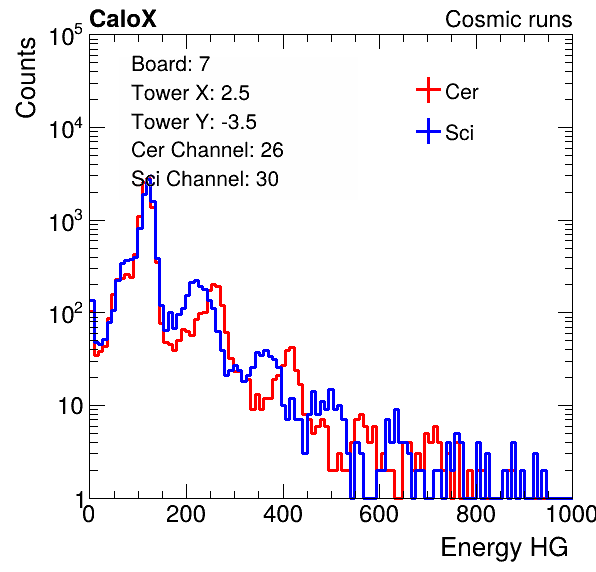 CaloX Cosmic runs
Counts
Board: 7
Tower X: 2.5
Tower Y: -3.5
Cer Channel: 26
Sci Channel: 30
Cer
Sci
10^5
10^4
10^3
10^2
10
1
0 200 400 600 800 1000
Energy HG